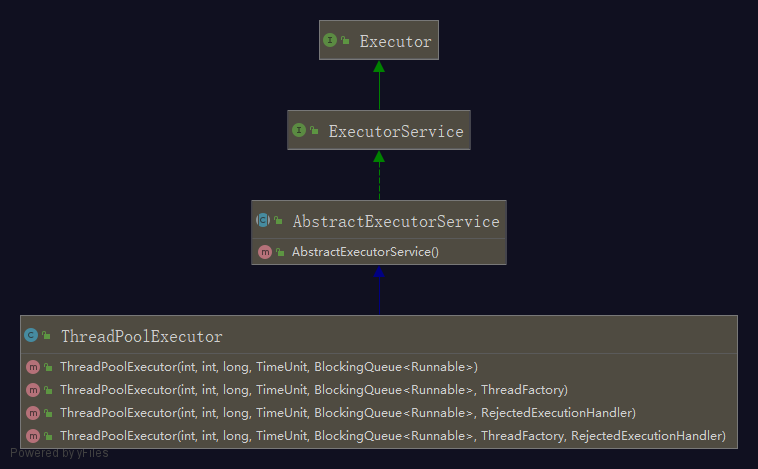 Executor
ExecutorService
AbstractExecutorService
AbstractExecutorService()
ThreadPoolExecutor
ThreadPoolExecutor(int, int, long, TimeUnit, BlockingQueue<Runnable>)
ThreadPoolExecutor(int, int, long, TimeUnit, BlockingQueue<Runnable>, ThreadFactory)
ThreadPoolExecutor(int, int, long, TimeUnit, BlockingQueue<Runnable>, RejectedExecutionHandler)
ThreadPoolExecutor(int, int, long, TimeUnit, BlockingQueue<Runnable>, ThreadFactory, RejectedExecutionHandler)
Powered by yFiles